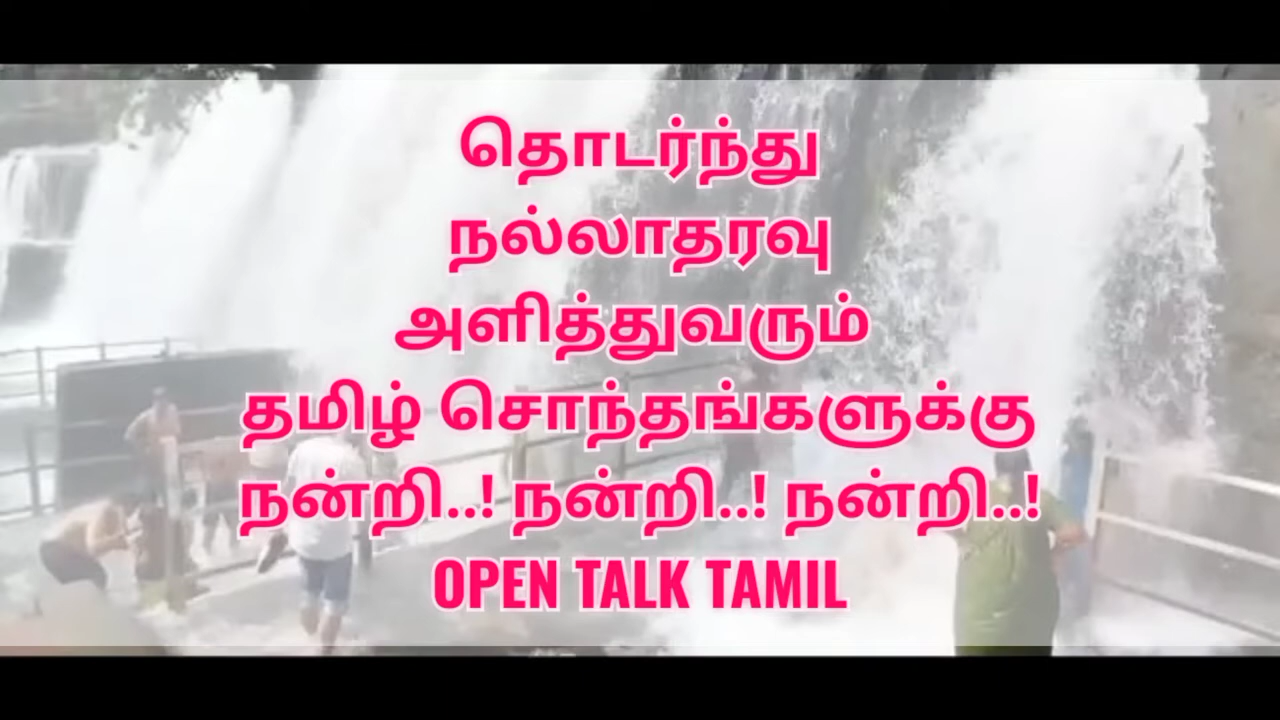 தொடர்ந்து
நல்லாதரவு
அளித்துவரும்
தமிழ் சொந்தங்களுக்கு
நன்றி..! நன்றி..! நன்றி..!
OPEN TALK TAMIL